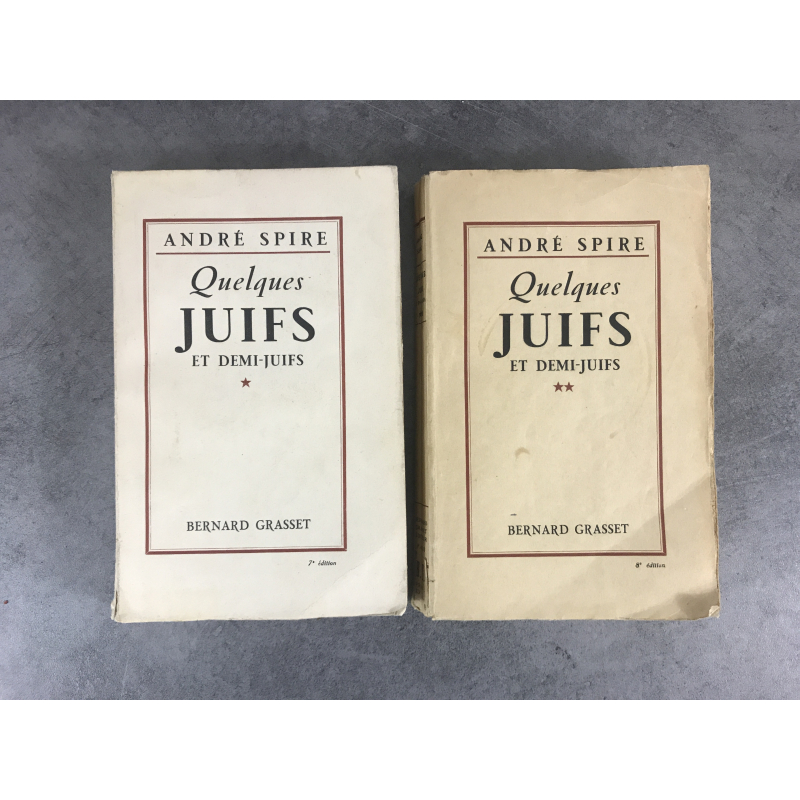 ANDRÉ SPIRE
Quelques
JUIFS
ET DEMI-JUIFS
★
BERNARD GRASSET
7e édition
ANDRÉ SPIRE
Quelques
JUIFS
ET DEMI-JUIFS
★★
BERNARD GRASSET
8e édition